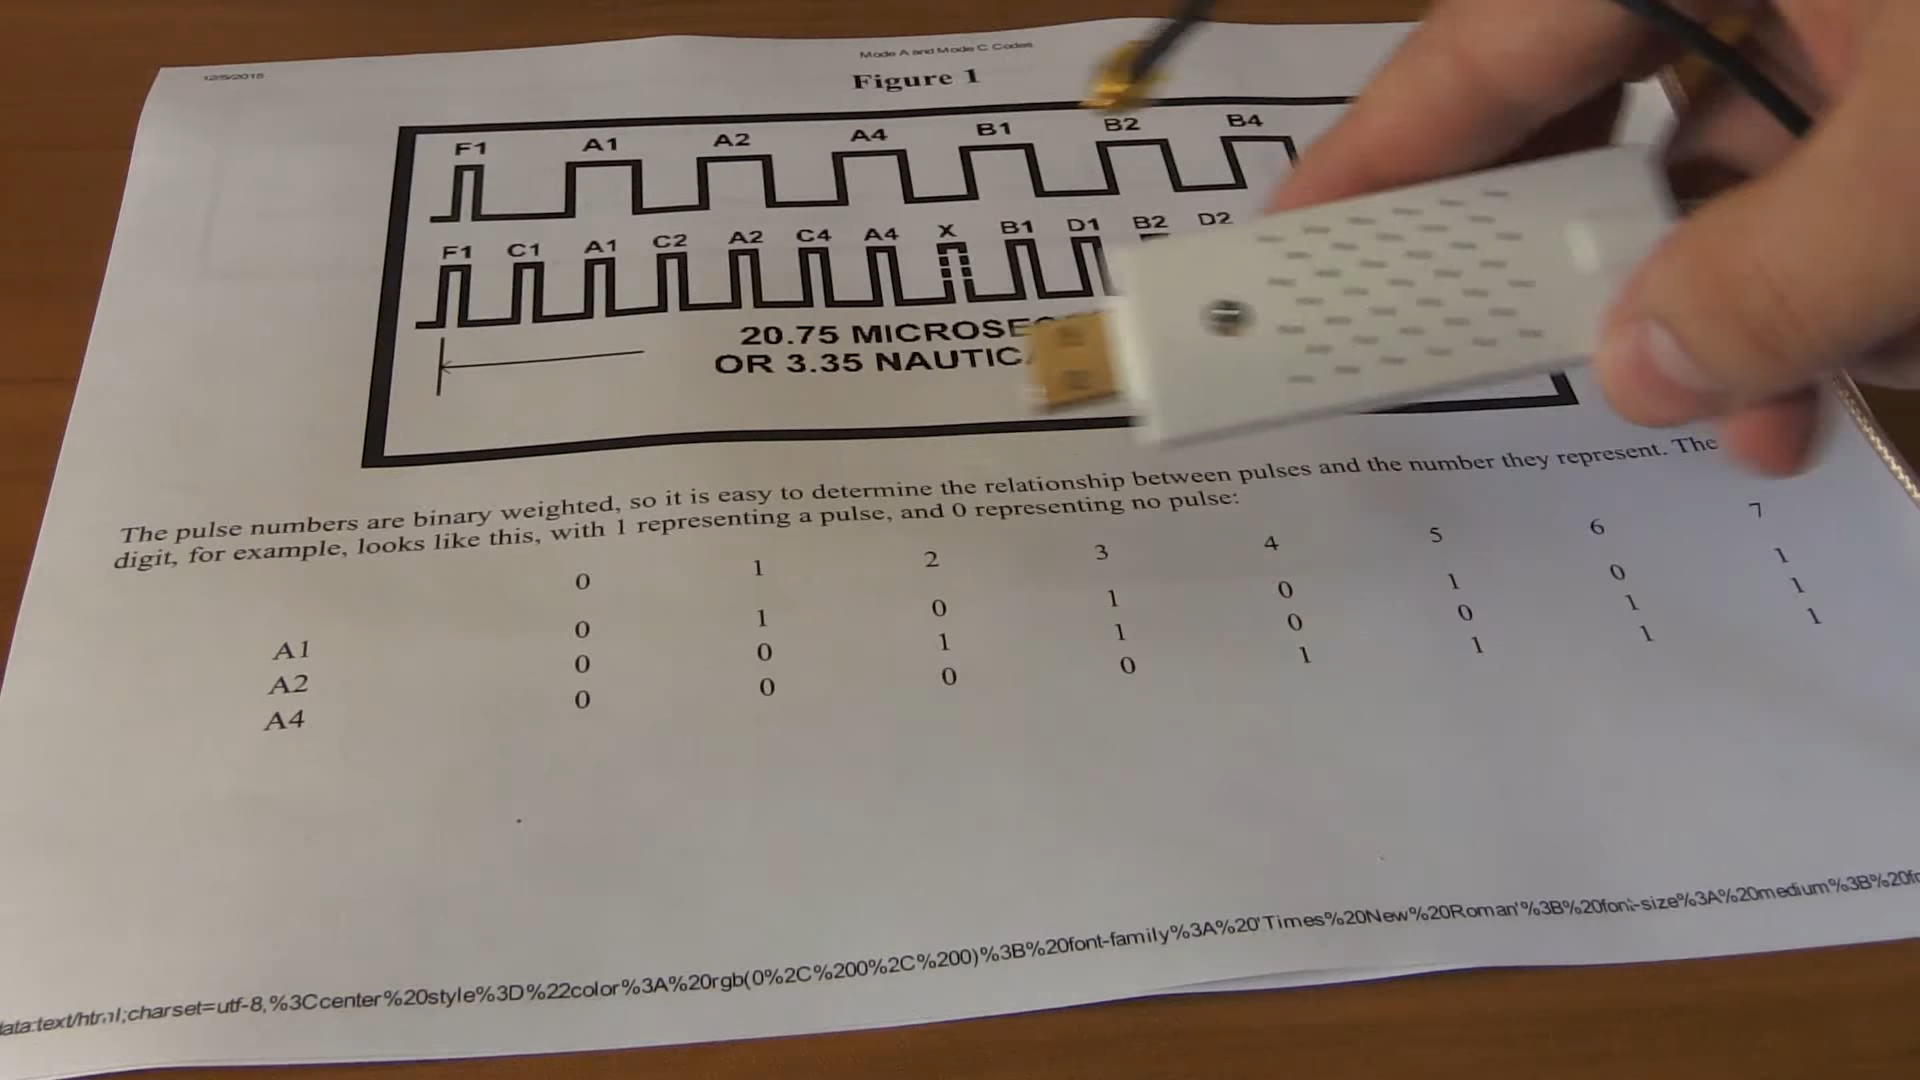 12/5/2015
Mode A and Mode C Codes
Figure 1
F1 A1 A2 A4 B1 B2 B4
F1 C1 A1 C2 A2 C4 A4 X B1 D1 B2 D2
20.75 MICROSE
OR 3.35 NAUTIC
The pulse numbers are binary weighted, so it is easy to determine the relationship between pulses and the number they represent. The
digit, for example, looks like this, with 1 representing a pulse, and 0 representing no pulse:
0 1 2 3 4 5 6 7
A1 0 1 0 1 0 1 0 1
A2 0 0 1 1 0 0 1 1
A4 0 0 0 0 1 1 1 1
data:text/html;charset=utf-8,%3Ccenter%20style%3D%22color%3A%20rgb(0%2C%200%2C%200)%3B%20font-family%3A%20'Times%20New%20Roman'%3B%20font-size%3A%20medium%3B%20fo